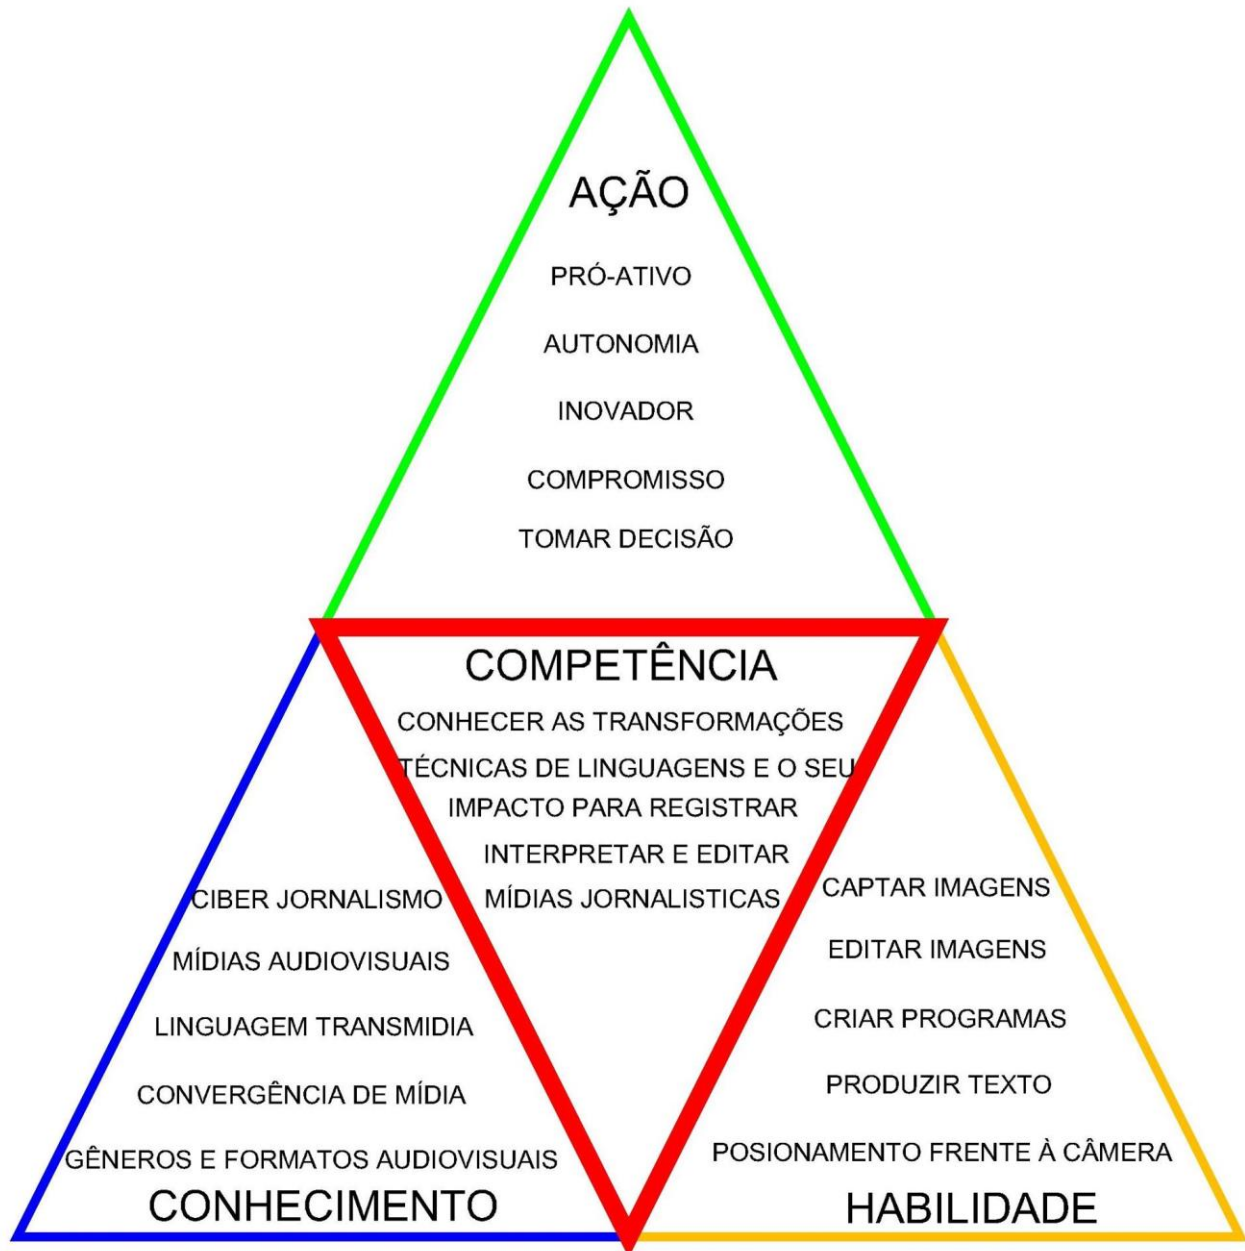 AÇÃO
PRÓ-ATIVO
AUTONOMIA
INOVADOR
COMPROMISSO
TOMAR DECISÃO
COMPETÊNCIA
CONHECER AS TRANSFORMAÇÕES
TÉCNICAS DE LINGUAGENS E O SEU
IMPACTO PARA REGISTRAR
INTERPRETAR E EDITAR
MÍDIAS JORNALISTICAS
CIBER JORNALISMO
MÍDIAS AUDIOVISUAIS
LINGUAGEM TRANSMIDIA
CONVERGÊNCIA DE MÍDIA
GÊNEROS E FORMATOS AUDIOVISUAIS
CONHECIMENTO
CAPTAR IMAGENS
EDITAR IMAGENS
CRIAR PROGRAMAS
PRODUZIR TEXTO
POSIONAMENTO FRENTE À CÂMERA
HABILIDADE